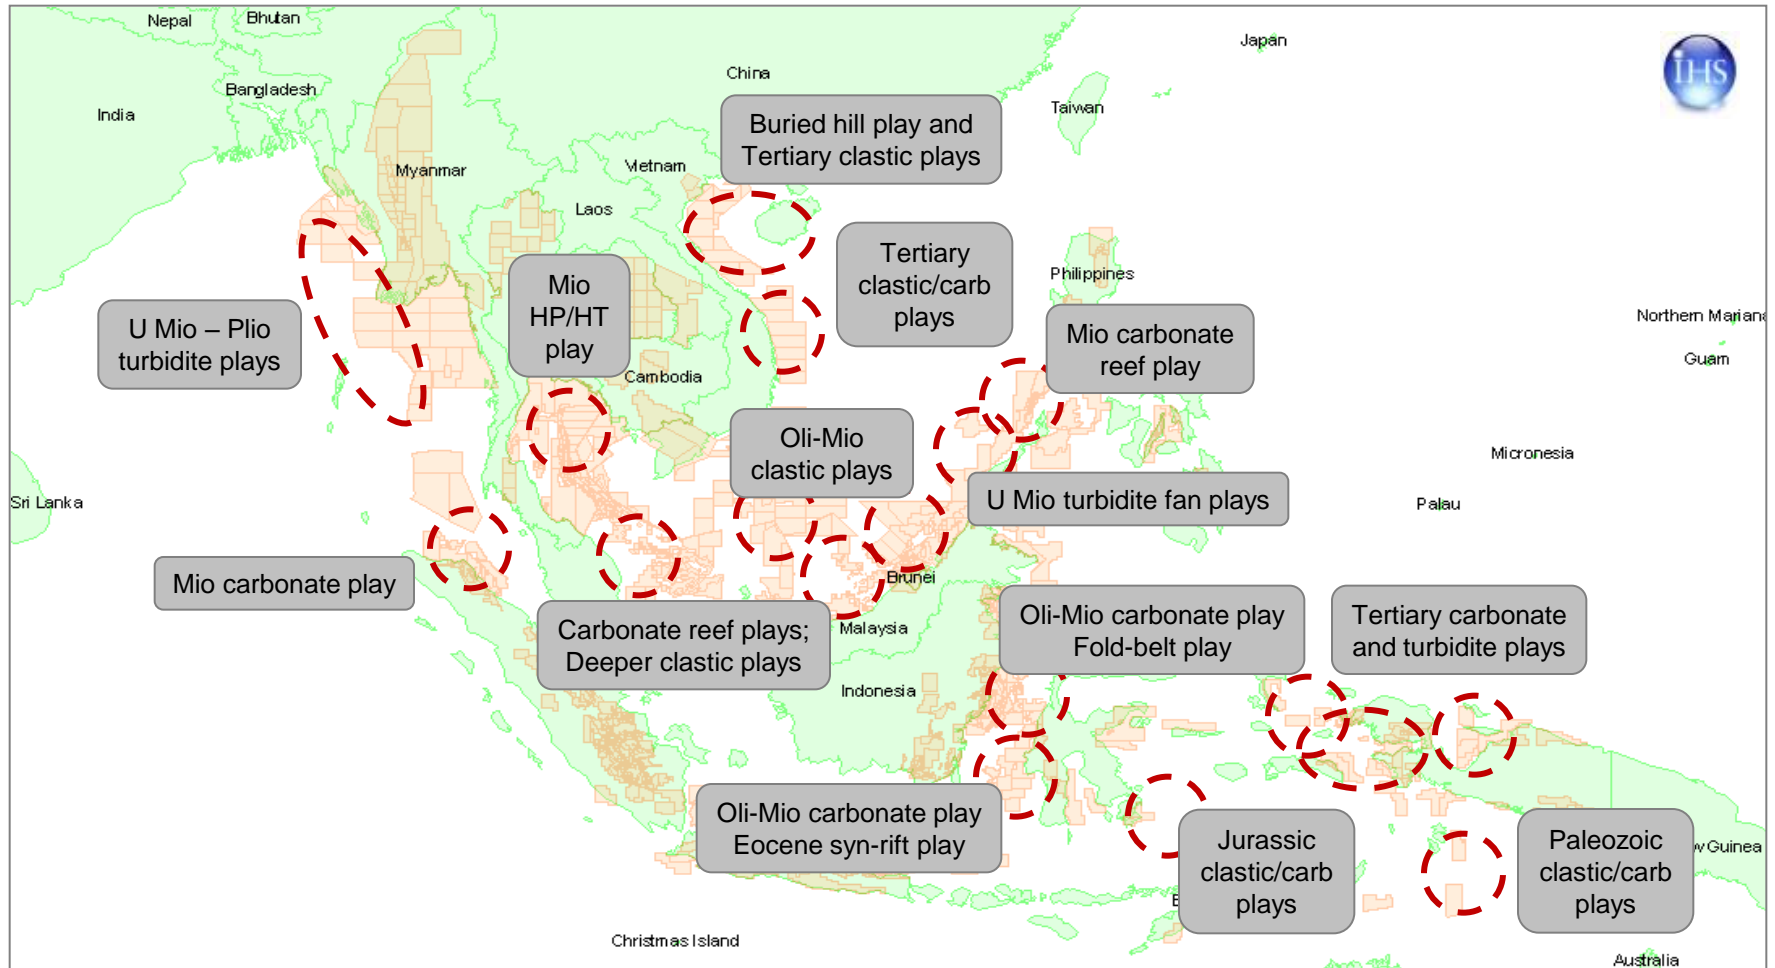 Nepal
Bhutan
Japan
IHS
China
Bangladesh
India
Taiwan
Buried hill play and
Tertiary clastic plays
Myanmar
Vietnam
Laos
Tertiary
clastic/carb
plays
Philippines
Mio
HP/HT
play
U Mio – Plio
turbidite plays
Northern Mariana
Mio carbonate
reef play
Guam
Cambodia
Oli-Mio
clastic plays
Micronesia
Sri Lanka
U Mio turbidite fan plays
Palau
Mio carbonate play
Brunei
Carbonate reef plays;
Deeper clastic plays
Malaysia
Oli-Mio carbonate play
Fold-belt play
Tertiary carbonate
and turbidite plays
Indonesia
Oli-Mio carbonate play
Eocene syn-rift play
Jurassic
clastic/carb
plays
Paleozoic
clastic/carb
plays
w Guinea
E
Christmas Island
Australia